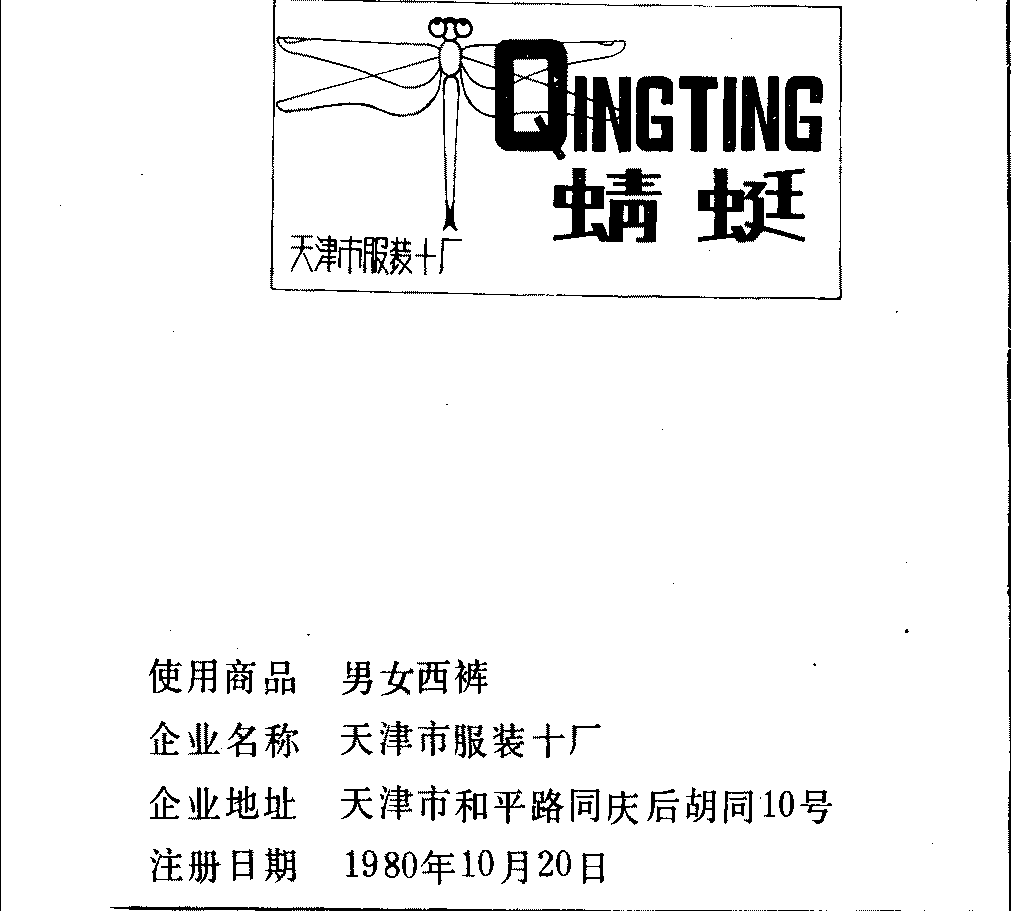 QINGTING
蜻蜓
天津市服装十厂
使用商品 男女西裤
企业名称 天津市服装十厂
企业地址 天津市和平路同庆后胡同10号
注册日期 1980年10月20日